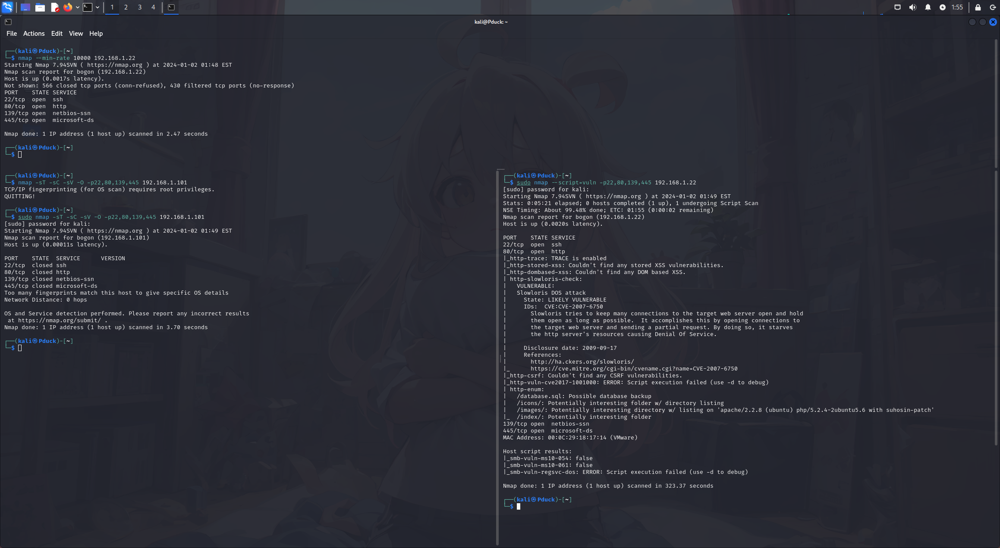 1 2 3 4
1:55
kali@Pduck: ~
File Actions Edit View Help
┌──(kali㉿Pduck)-[~]
└─$ nmap --min-rate 10000 192.168.1.22
Starting Nmap 7.94SVN ( https://nmap.org ) at 2024-01-02 01:48 EST
Nmap scan report for bogon (192.168.1.22)
Host is up (0.0017s latency).
Not shown: 566 closed tcp ports (conn-refused), 430 filtered tcp ports (no-response)
PORT    STATE SERVICE
22/tcp  open  ssh
80/tcp  open  http
139/tcp open  netbios-ssn
445/tcp open  microsoft-ds
Nmap done: 1 IP address (1 host up) scanned in 2.47 seconds
┌──(kali㉿Pduck)-[~]
└─$
┌──(kali㉿Pduck)-[~]
└─$ nmap -sT -sC -sV -O -p22,80,139,445 192.168.1.101
TCP/IP fingerprinting (for OS scan) requires root privileges.
QUITTING!
┌──(kali㉿Pduck)-[~]
└─$ sudo nmap -sT -sC -sV -O -p22,80,139,445 192.168.1.101
[sudo] password for kali:
Starting Nmap 7.94SVN ( https://nmap.org ) at 2024-01-02 01:49 EST
Nmap scan report for bogon (192.168.1.101)
Host is up (0.00011s latency).
PORT    STATE  SERVICE      VERSION
22/tcp  closed ssh
80/tcp  closed http
139/tcp closed netbios-ssn
445/tcp closed microsoft-ds
Too many fingerprints match this host to give specific OS details
Network Distance: 0 hops
OS and Service detection performed. Please report any incorrect results
 at https://nmap.org/submit/ .
Nmap done: 1 IP address (1 host up) scanned in 3.70 seconds
┌──(kali㉿Pduck)-[~]
└─$
┌──(kali㉿Pduck)-[~]
└─$ sudo nmap --script=vuln -p22,80,139,445 192.168.1.22
[sudo] password for kali:
Starting Nmap 7.94SVN ( https://nmap.org ) at 2024-01-02 01:49 EST
Stats: 0:05:21 elapsed; 0 hosts completed (1 up), 1 undergoing Script Scan
NSE Timing: About 99.48% done; ETC: 01:55 (0:00:02 remaining)
Nmap scan report for bogon (192.168.1.22)
Host is up (0.0020s latency).
PORT    STATE SERVICE
22/tcp  open  ssh
80/tcp  open  http
|_http-trace: TRACE is enabled
|_http-stored-xss: Couldn't find any stored XSS vulnerabilities.
|_http-dombased-xss: Couldn't find any DOM based XSS.
| http-slowloris-check:
|   VULNERABLE:
|   Slowloris DOS attack
|     State: LIKELY VULNERABLE
|     IDs:  CVE:CVE-2007-6750
|       Slowloris tries to keep many connections to the target web server open and hold
|       them open as long as possible.  It accomplishes this by opening connections to
|       the target web server and sending a partial request. By doing so, it starves
|       the http server's resources causing Denial Of Service.
|
|     Disclosure date: 2009-09-17
|     References:
|       http://ha.ckers.org/slowloris/
|_      https://cve.mitre.org/cgi-bin/cvename.cgi?name=CVE-2007-6750
|_http-csrf: Couldn't find any CSRF vulnerabilities.
|_http-vuln-cve2017-1001000: ERROR: Script execution failed (use -d to debug)
| http-enum:
|   /database.sql: Possible database backup
|   /icons/: Potentially interesting folder w/ directory listing
|   /images/: Potentially interesting directory w/ listing on 'apache/2.2.8 (ubuntu) php/5.2.4-2ubuntu5.6 with suhosin-patch'
|_  /index/: Potentially interesting folder
139/tcp open  netbios-ssn
445/tcp open  microsoft-ds
MAC Address: 00:0C:29:18:17:14 (VMware)
Host script results:
|_smb-vuln-ms10-054: false
|_smb-vuln-ms10-061: false
|_smb-vuln-regsvc-dos: ERROR: Script execution failed (use -d to debug)
Nmap done: 1 IP address (1 host up) scanned in 323.37 seconds
┌──(kali㉿Pduck)-[~]
└─$